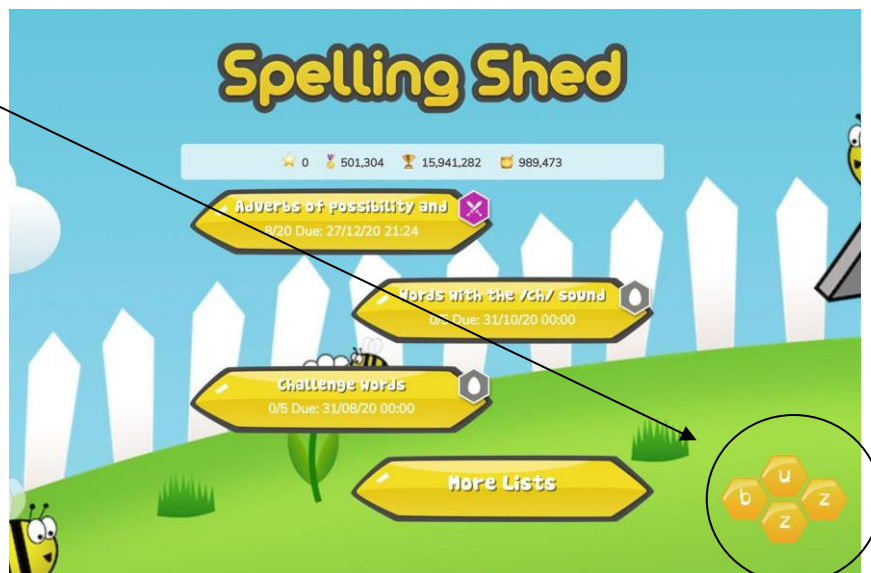 Spelling Shed
0 501,304 15,941,282 989,473
Adverbs of possibility and
8/20 Due: 27/12/20 21:24
Words with the /ch/ sound
0/5 Due: 31/10/20 00:00
Challenge words
0/5 Due: 31/08/20 00:00
More Lists
u
b z
z